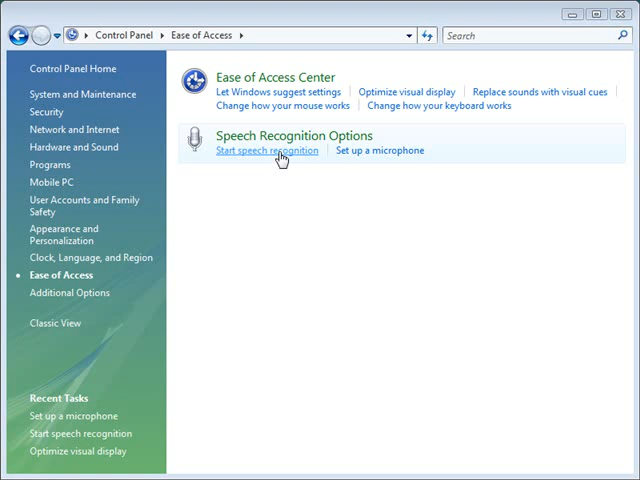 Control Panel Ease of Access
Search
Control Panel Home
System and Maintenance
Security
Network and Internet
Hardware and Sound
Programs
Mobile PC
User Accounts and Family
Safety
Appearance and
Personalization
Clock, Language, and Region
Ease of Access
Additional Options
Classic View
Recent Tasks
Set up a microphone
Start speech recognition
Optimize visual display
Ease of Access Center
Let Windows suggest settings Optimize visual display Replace sounds with visual cues
Change how your mouse works Change how your keyboard works
Speech Recognition Options
Start speech recognition Set up a microphone